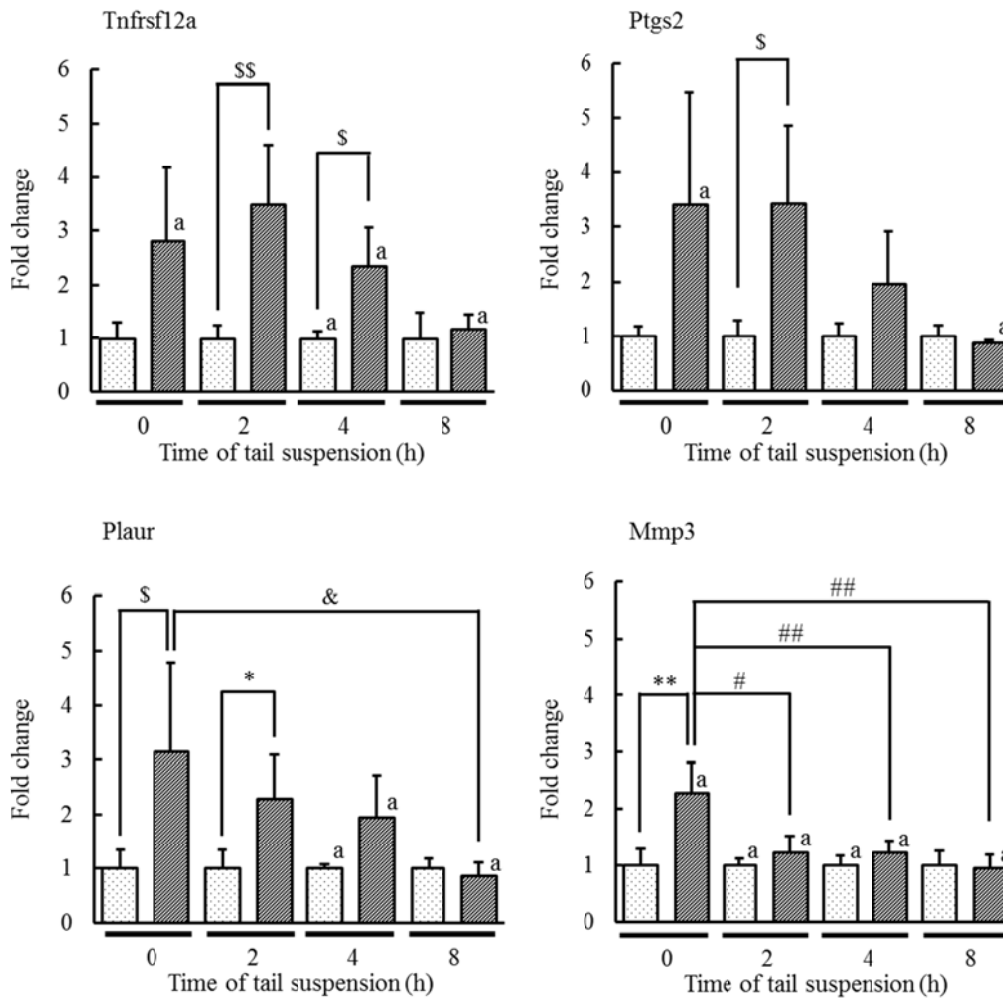 Tnfrsf12a
Fold change
6
5
4
3
2
1
0
$$
$
a
a
a
a
0 2 4 8
Time of tail suspension (h)
Ptgs2
Fold change
6
5
4
3
2
1
0
$
a
a
0 2 4 8
Time of tail suspension (h)
Plaur
Fold change
6
5
4
3
2
1
0
$
&
*
a
a
a
0 2 4 8
Time of tail suspension (h)
Mmp3
Fold change
6
5
4
3
2
1
0
##
##
** #
a
a
a
a
a
a
0 2 4 8
Time of tail suspension (h)